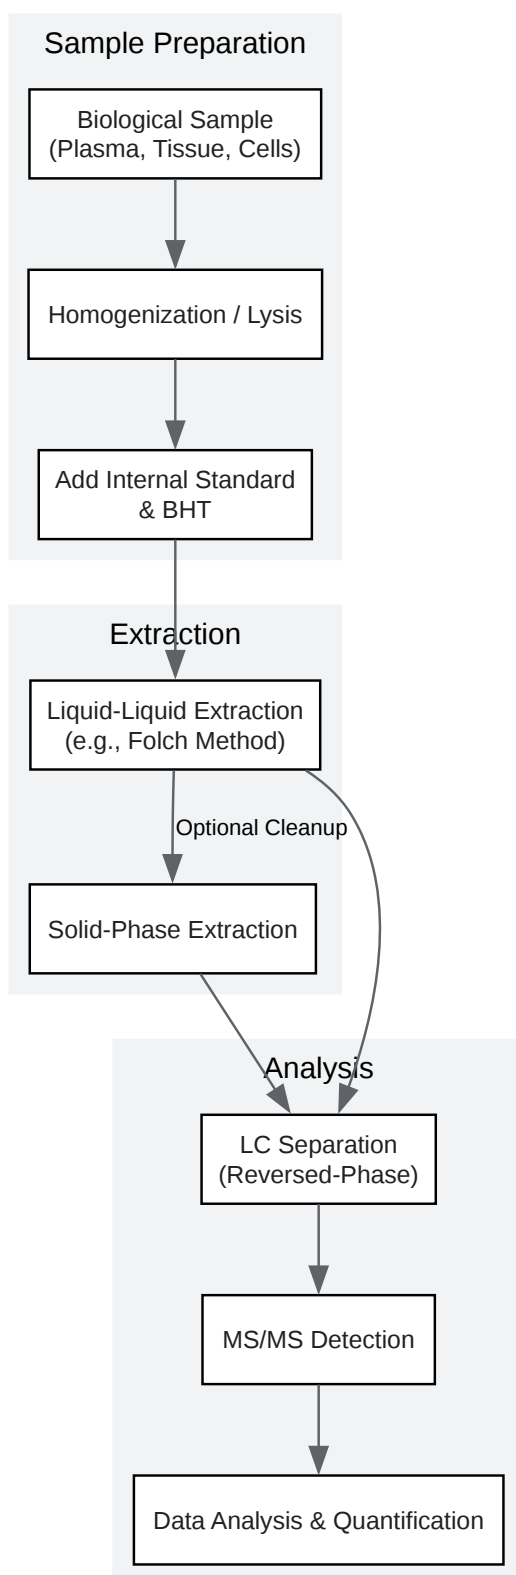 Sample Preparation
Biological Sample
(Plasma, Tissue, Cells)
Homogenization / Lysis
Add Internal Standard
& BHT
Extraction
Liquid-Liquid Extraction
(e.g., Folch Method)
Optional Cleanup
Solid-Phase Extraction
Analysis
LC Separation
(Reversed-Phase)
MS/MS Detection
Data Analysis & Quantification